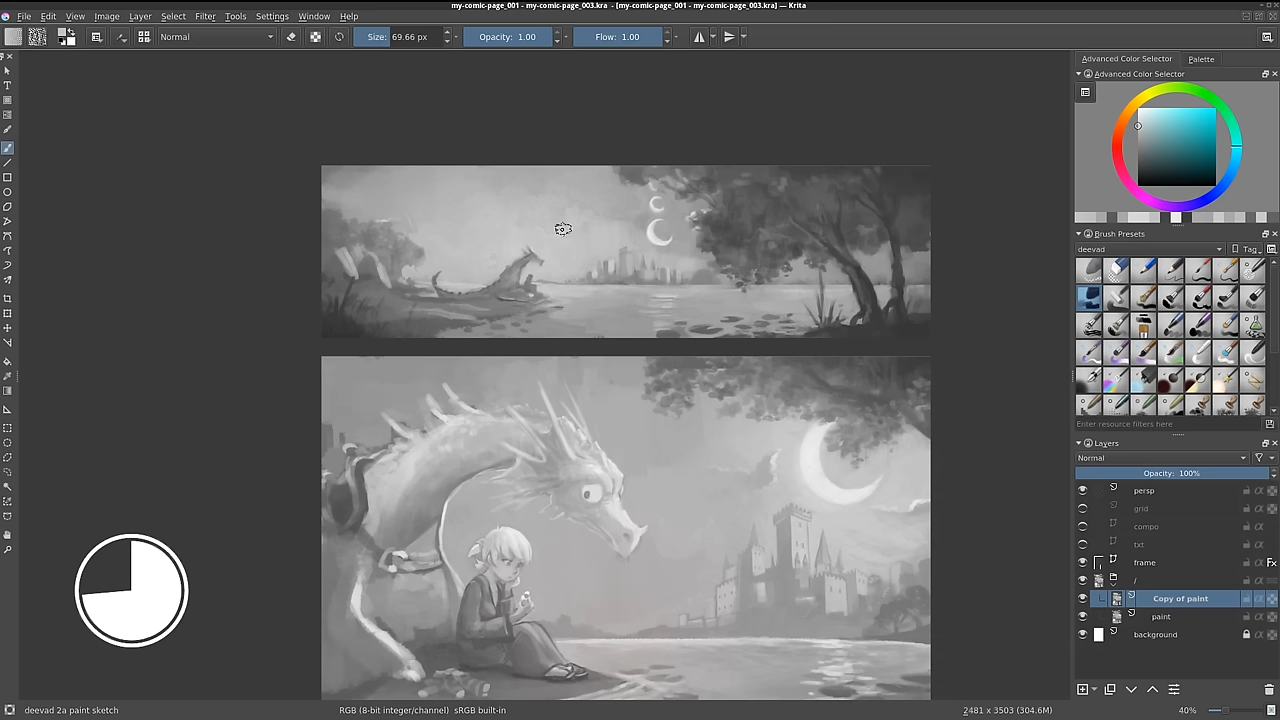 my-comic-page_001 - my-comic-page_003.kra - [my-comic-page_001 - my-comic-page_003.kra] — Krita
File Edit View Image Layer Select Filter Tools Settings Window Help
Normal Size: 69.66 px Opacity: 1.00 Flow: 1.00
Advanced Color Selector Palette
Advanced Color Selector
Brush Presets
deevad Tag
Enter resource filters here
Layers
Normal
Opacity: 100%
persp
grid
compo
txt
frame Fx
/
Copy of paint
paint
background
deevad 2a paint sketch RGB (8-bit integer/channel) sRGB built-in 2481 x 3503 (304.6M) 40%